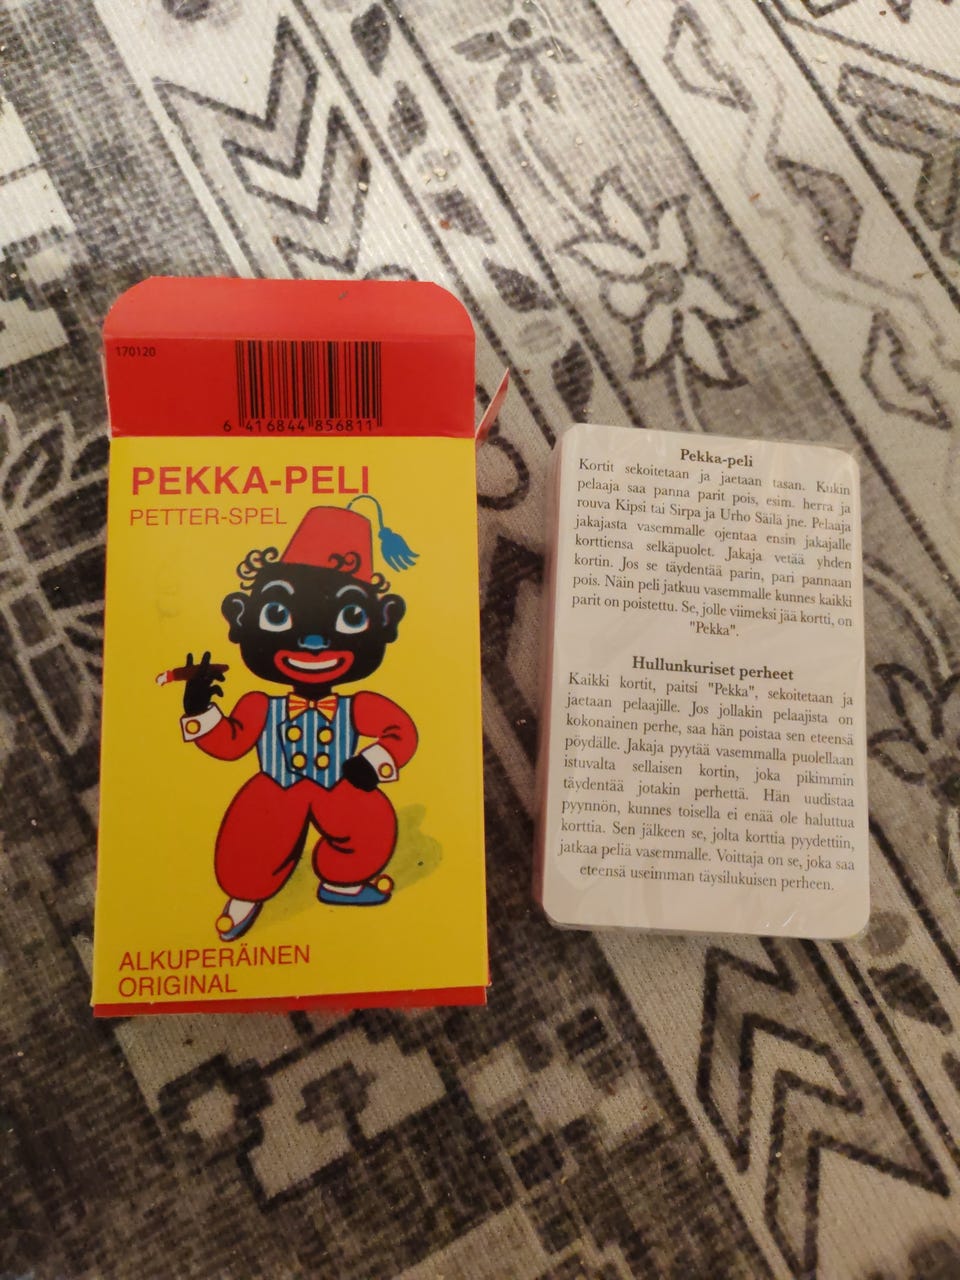 170120
6 416844 856811
PEKKA-PELI
PETTER-SPEL
ALKUPERÄINEN
ORIGINAL
Pekka-peli
Kortit sekoitetaan ja jaetaan tasan. Kukin
pelaaja saa panna parit pois, esim. herra ja
rouva Kipsi tai Sirpa ja Urho Säilä jne. Pelaaja
jakajasta vasemmalle ojentaa ensin jakajalle
korttiensa selkäpuolet. Jakaja vetää yhden
kortin. Jos se täydentää parin, pari pannaan
pois. Näin peli jatkuu vasemmalle kunnes kaikki
parit on poistettu. Se, jolle viimeksi jää kortti, on
"Pekka".
Hullunkuriset perheet
Kaikki kortit, paitsi "Pekka", sekoitetaan ja
jaetaan pelaajille. Jos jollakin pelaajista on
kokonainen perhe, saa hän poistaa sen eteensä
pöydälle. Jakaja pyytää vasemmalla puolellaan
istuvalta sellaisen kortin, joka pikimmin
täydentää jotakin perhettä. Hän uudistaa
pyynnön, kunnes toisella ei enää ole haluttua
korttia. Sen jälkeen se, jolta korttia pyydettiin,
jatkaa peliä vasemmalle. Voittaja on se, joka saa
eteensä useimman täysilukuisen perheen.